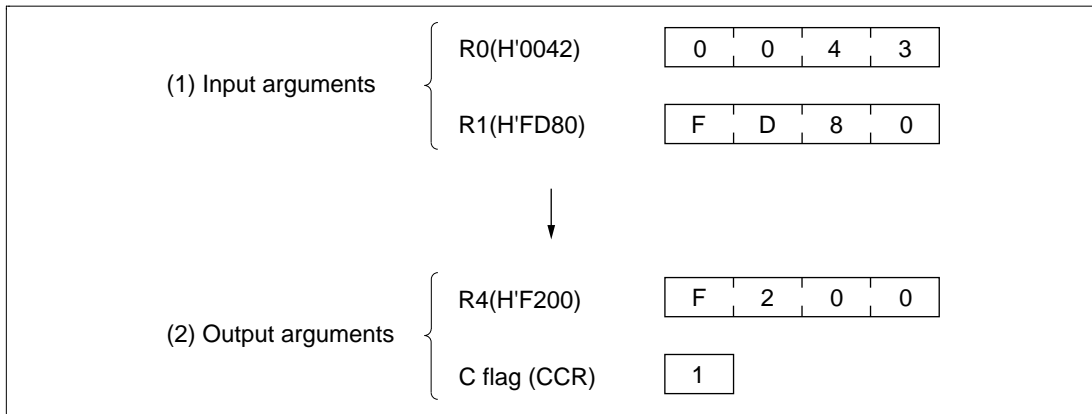 R0(H'0042) 0 0 4 3
(1) Input arguments
R1(H'FD80) F D 8 0
R4(H'F200) F 2 0 0
(2) Output arguments
C flag (CCR) 1